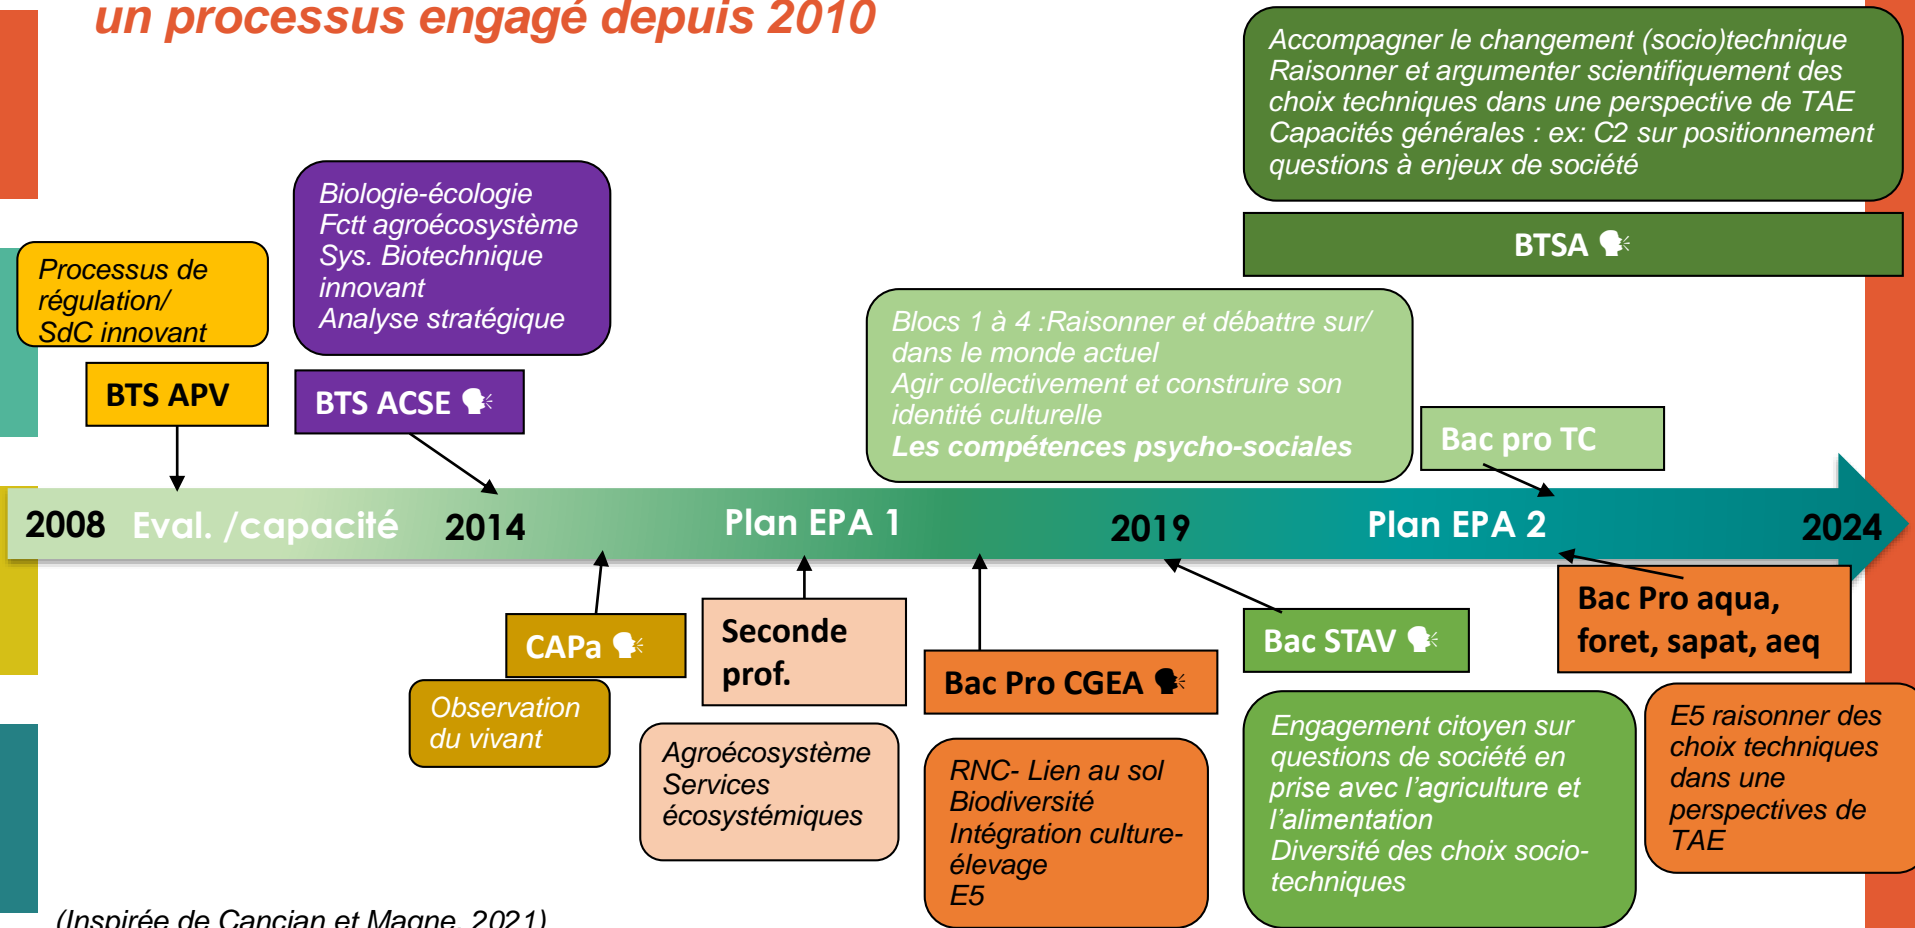 un processus engagé depuis 2010
Accompagner le changement (socio)technique
Raisonner et argumenter scientifiquement des
choix techniques dans une perspective de TAE
Capacités générales : ex: C2 sur positionnement
questions à enjeux de société
BTSA
Biologie-écologie
Fctt agroécosystème
Sys. Biotechnique
innovant
Analyse stratégique
Processus de
régulation/
SdC innovant
BTS APV
BTS ACSE
Blocs 1 à 4 :Raisonner et débattre sur/
dans le monde actuel
Agir collectivement et construire son
identité culturelle
Les compétences psycho-sociales
Bac pro TC
2008 Eval. /capacité 2014 Plan EPA 1 2019 Plan EPA 2 2024
CAPa
Observation
du vivant
Seconde
prof.
Agroécosystème
Services
écosystémiques
Bac Pro CGEA
RNC- Lien au sol
Biodiversité
Intégration culture-
élevage
E5
Bac STAV
Engagement citoyen sur
questions de société en
prise avec l'agriculture et
l'alimentation
Diversité des choix socio-
techniques
Bac Pro aqua,
foret, sapat, aeq
E5 raisonner des
choix techniques
dans une
perspectives de
TAE
(Inspirée de Cancian et Magne, 2021)